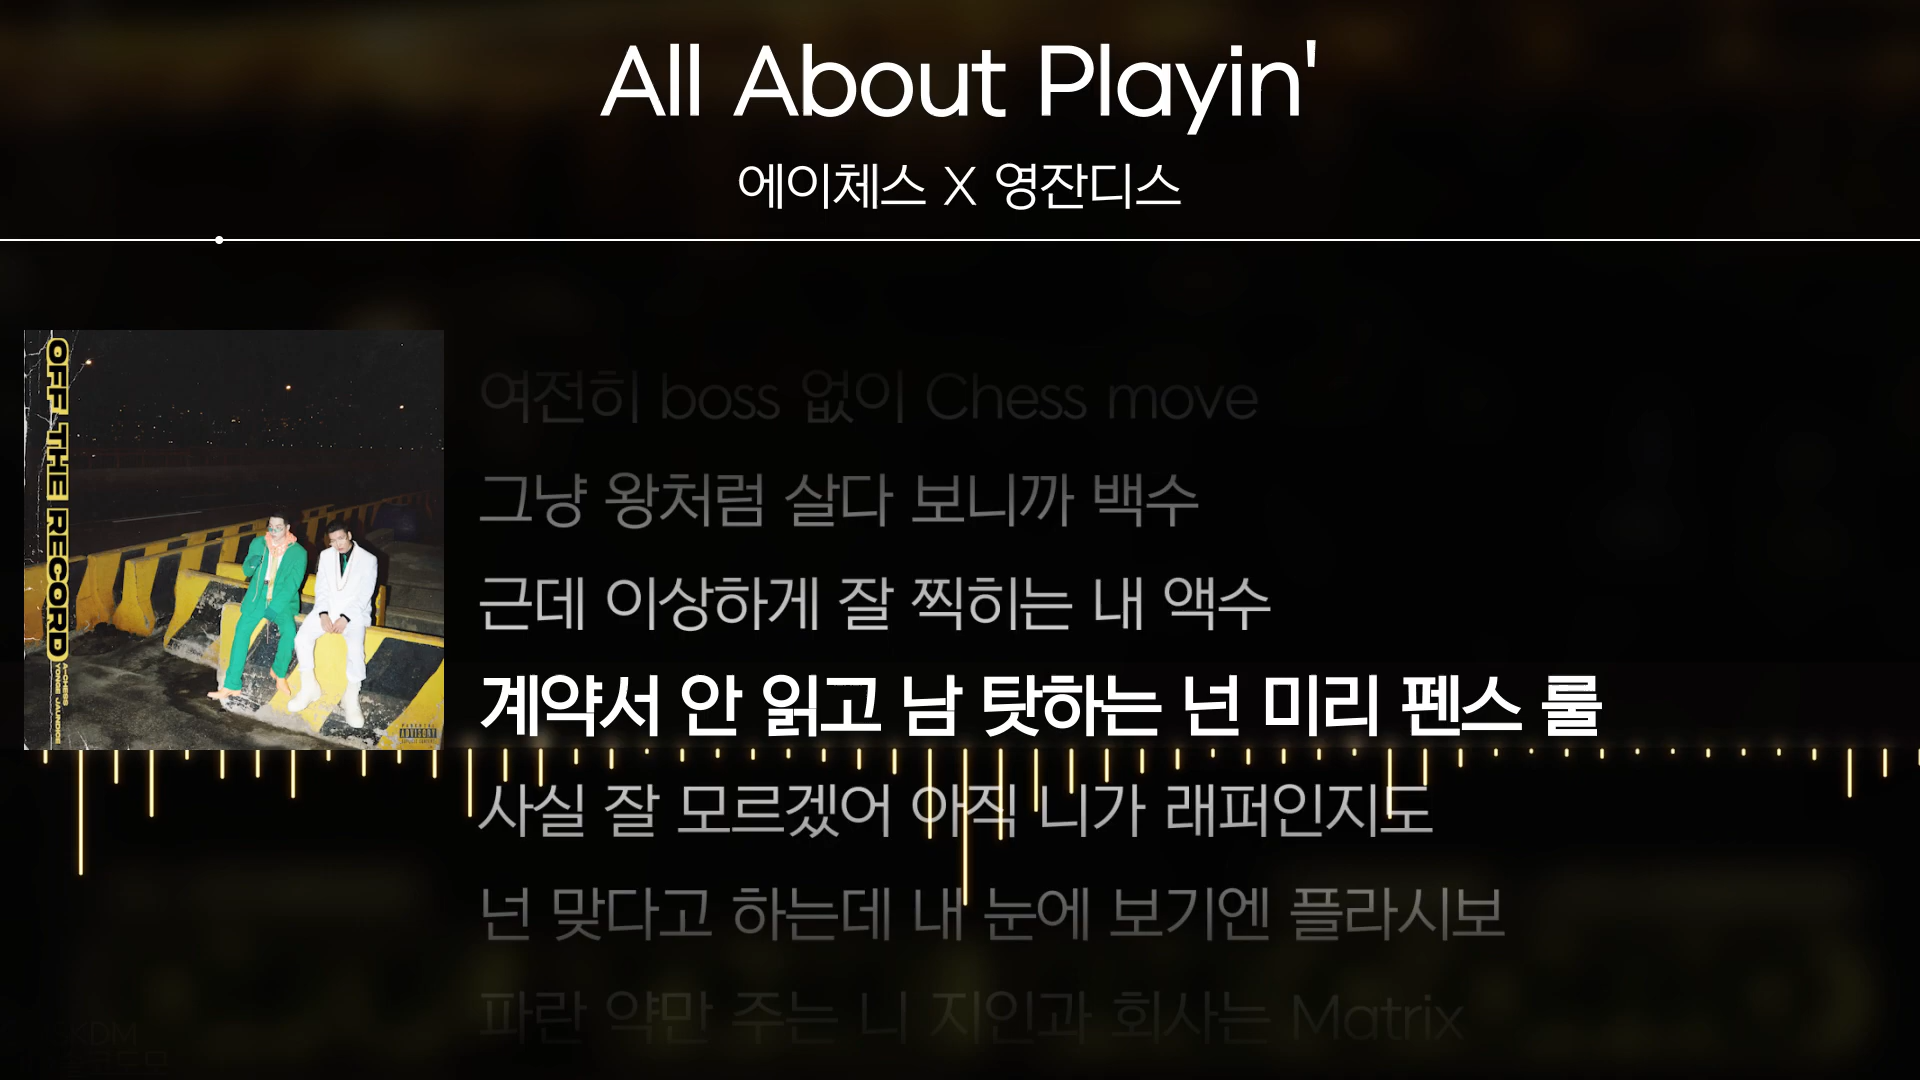 All About Playin'
에이체스 X 영잔디스
OFF THE RECORD
A-CHESS
YONGE JAUNDICE
여전히 boss 없이 Chess move
그냥 왕처럼 살다 보니까 백수
근데 이상하게 잘 찍히는 내 액수
계약서 안 읽고 남 탓하는 넌 미리 펜스 룰
사실 잘 모르겠어 아직 니가 래퍼인지도
넌 맞다고 하는데 내 눈에 보기엔 플라시보
파란 약만 주는 니 지인과 회사는 Matrix
ADVISORY
KDM